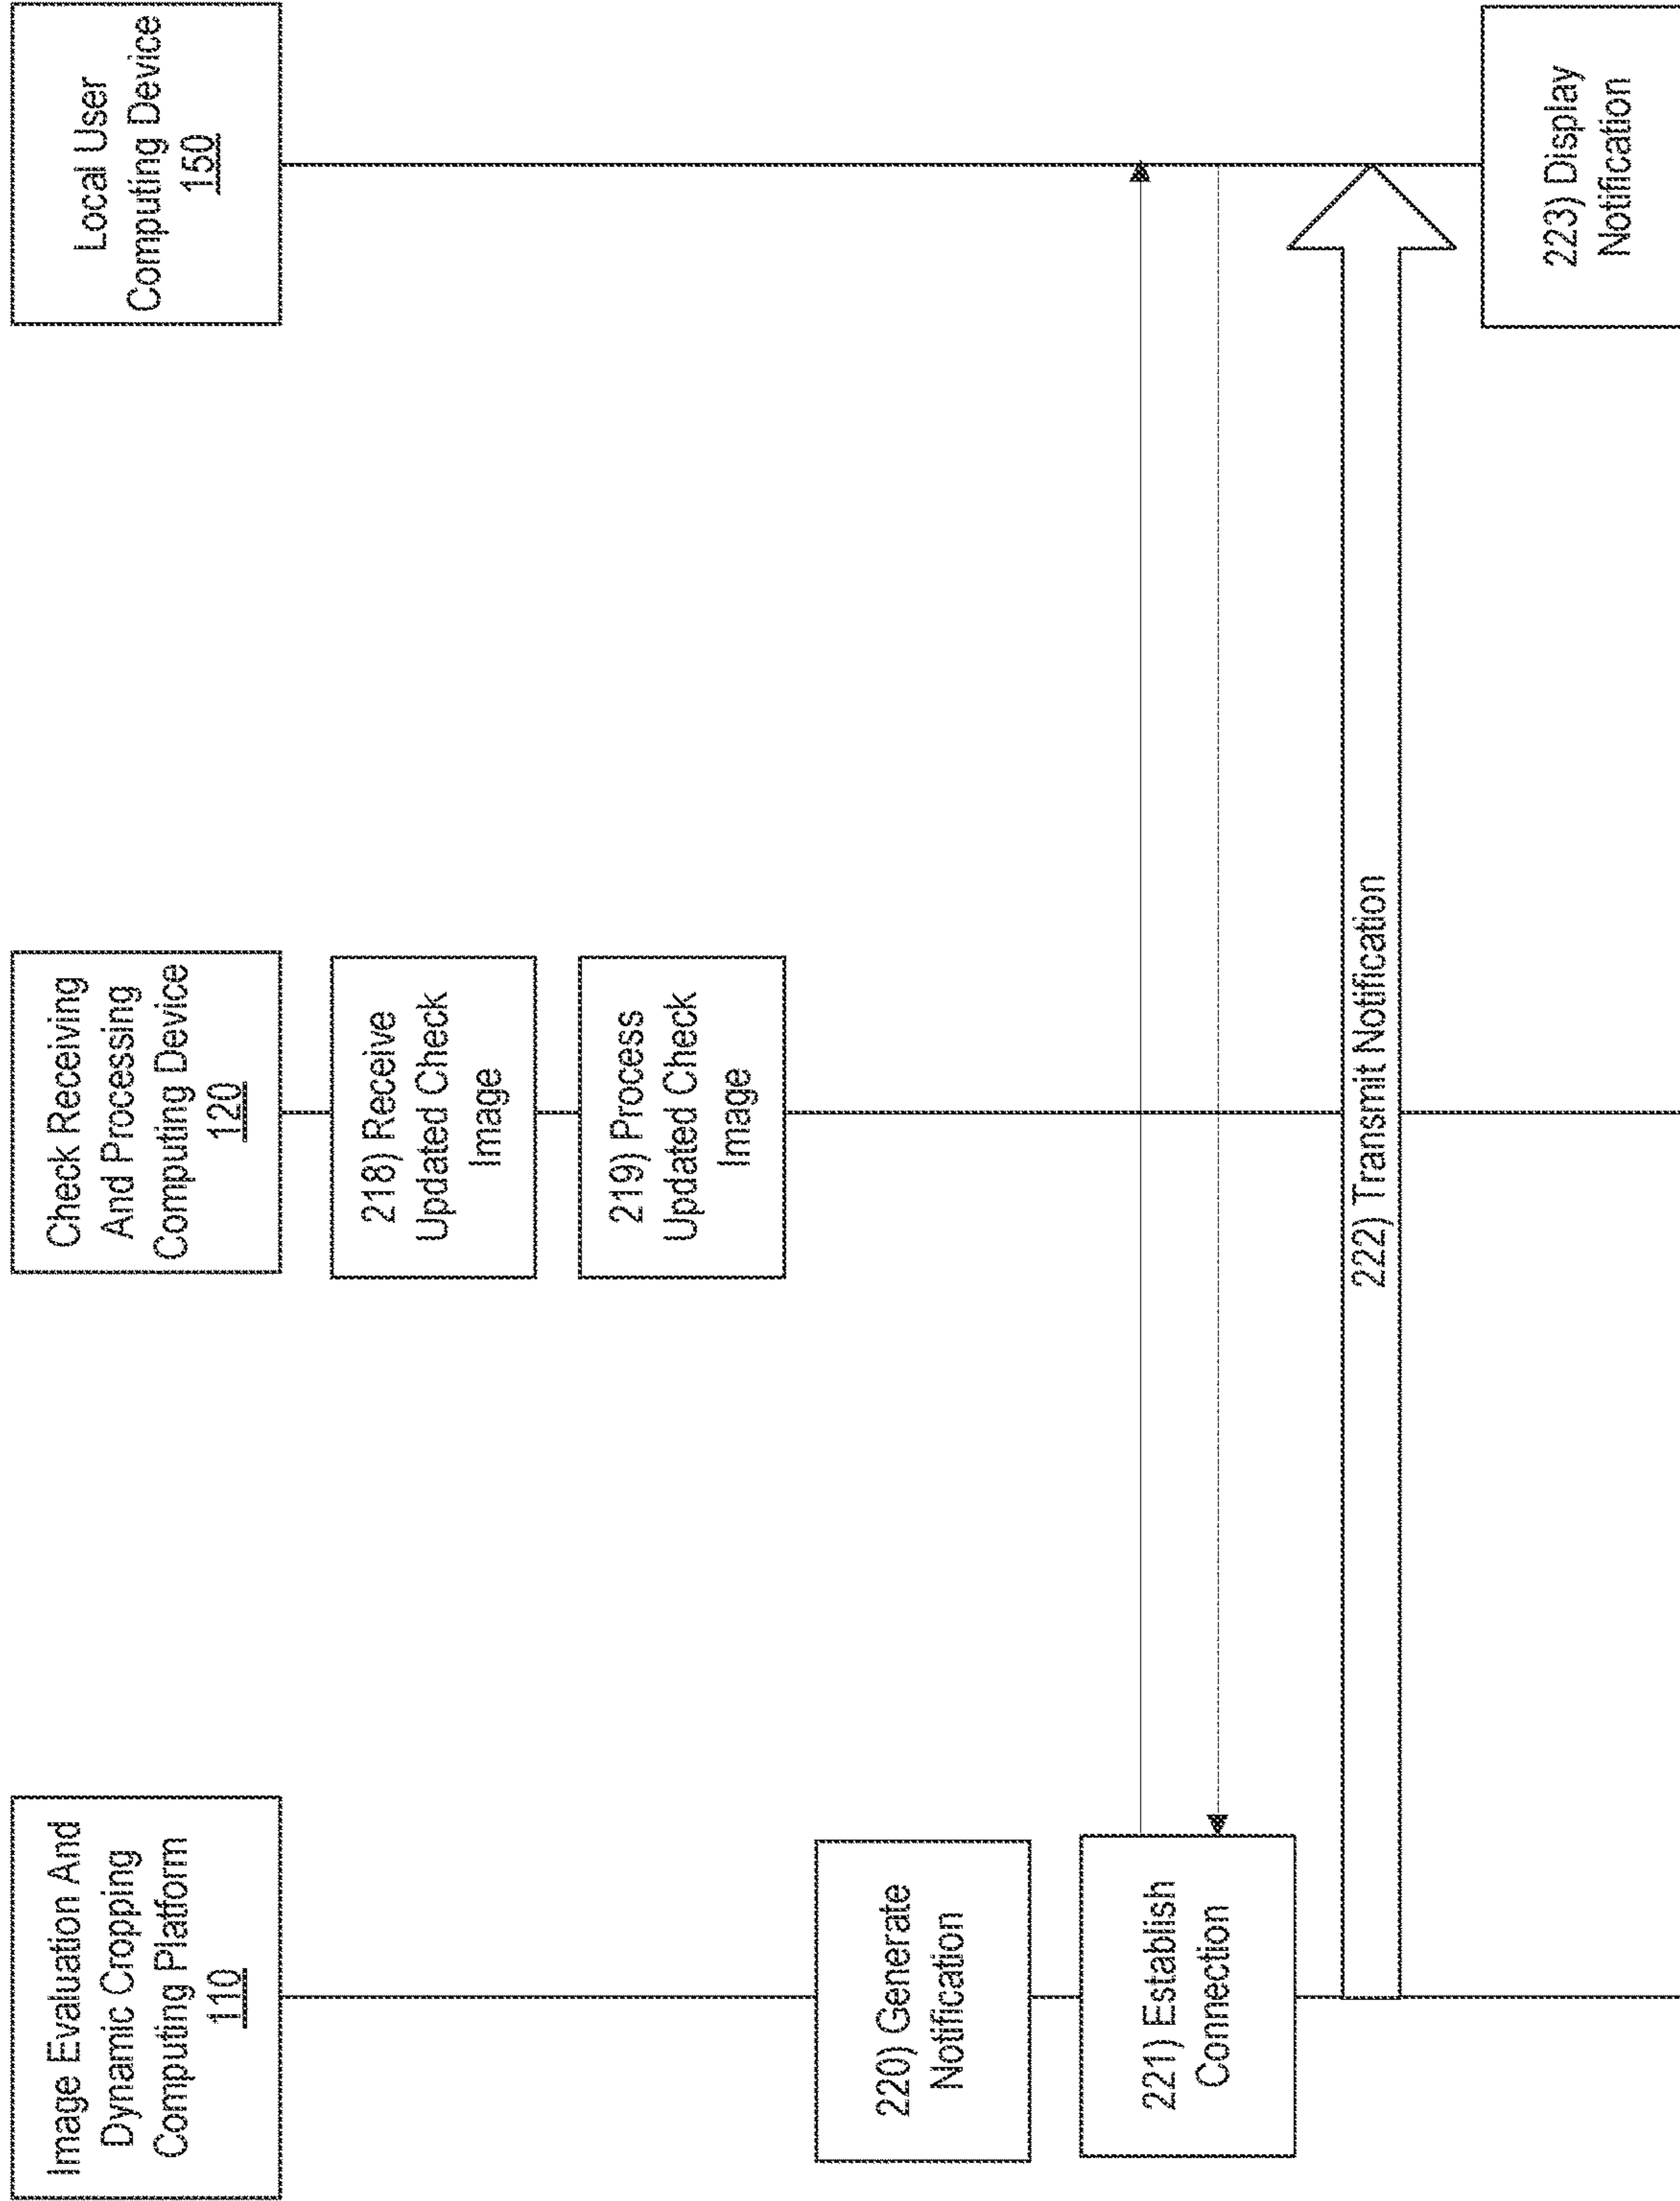 Image Evaluation And
Dynamic Cropping
Computing Platform
110
Check Receiving
And Processing
Computing Device
120
Local User
Computing Device
150
218) Receive
Updated Check
Image
219) Process
Updated Check
Image
220) Generate
Notification
221) Establish
Connection
222) Transmit Notification
223) Display
Notification